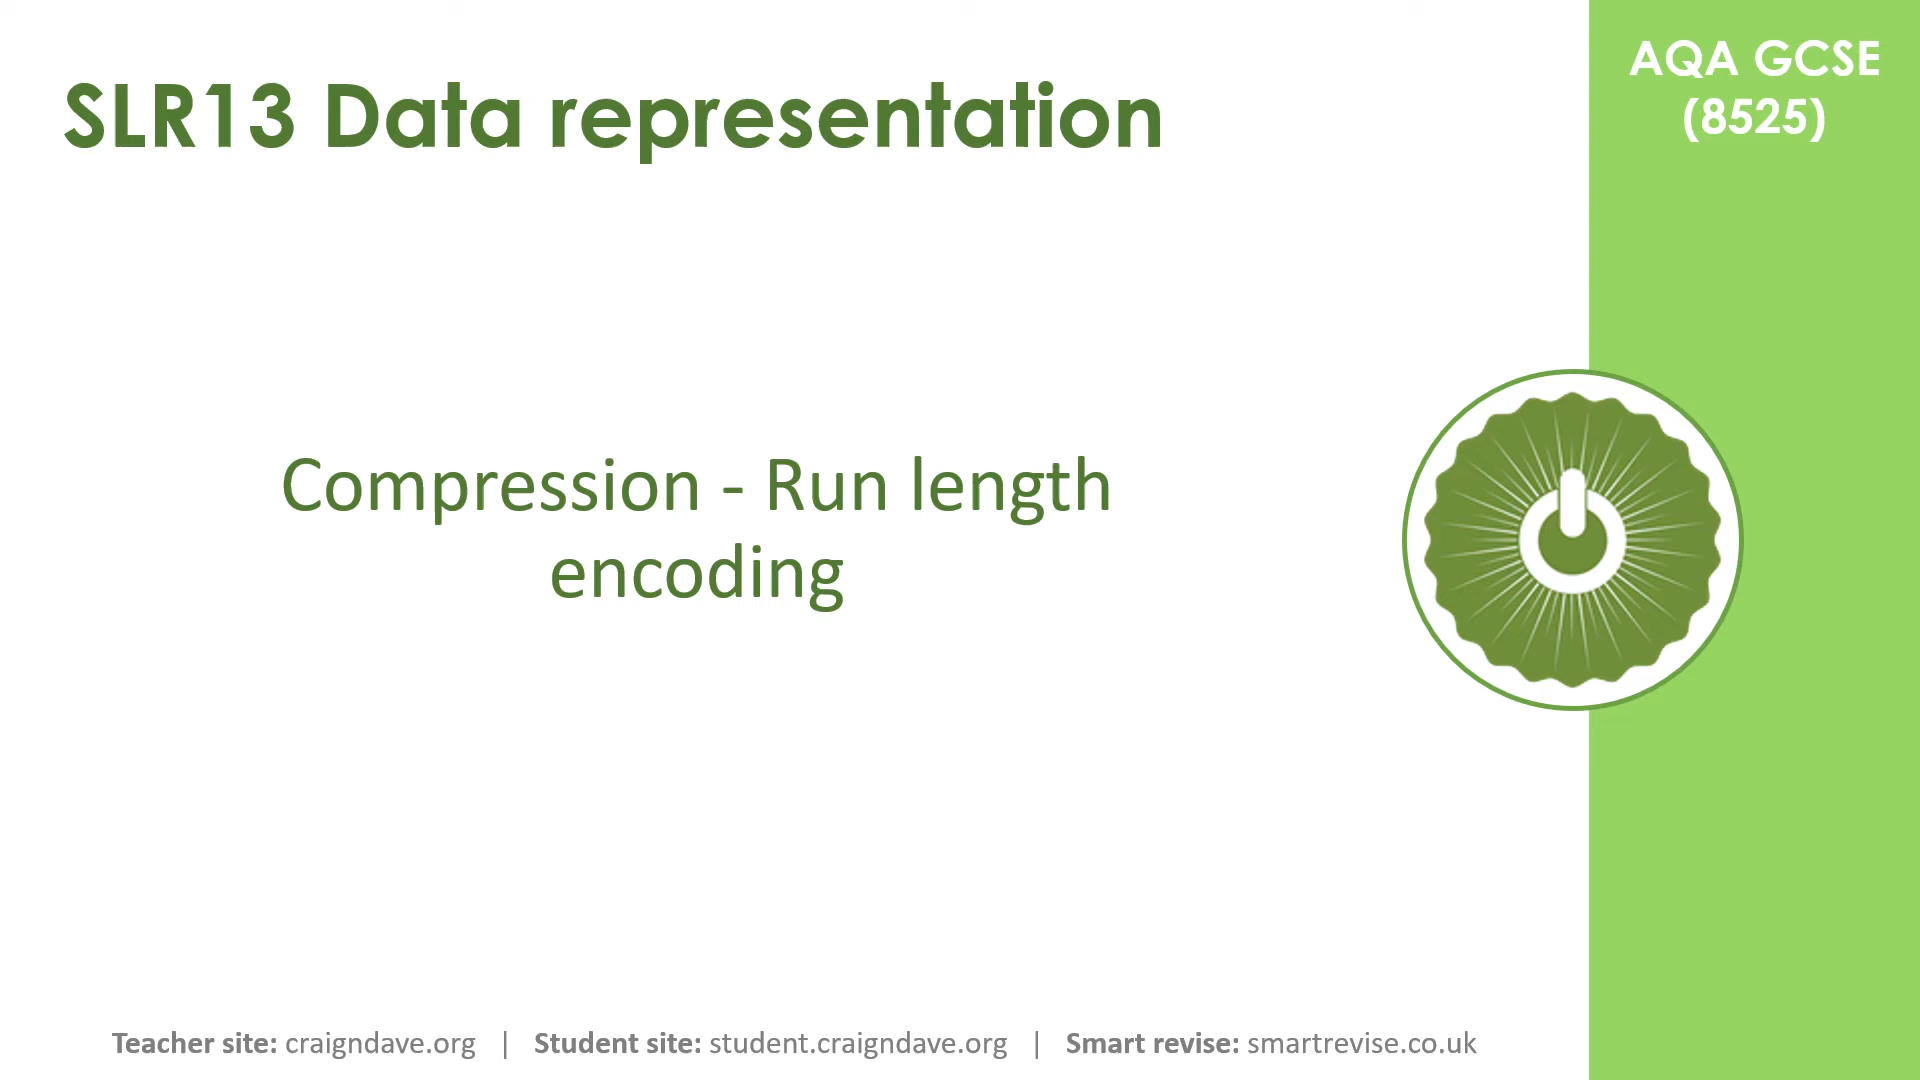 SLR13 Data representation
AQA GCSE
(8525)
Compression - Run length
encoding
Teacher site: craigndave.org | Student site: student.craigndave.org | Smart revise: smartrevise.co.uk